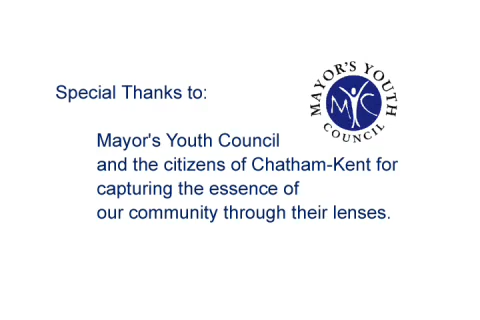 MAYOR'S YOUTH
MYC
COUNCIL
Special Thanks to:
Mayor's Youth Council
and the citizens of Chatham-Kent for
capturing the essence of
our community through their lenses.